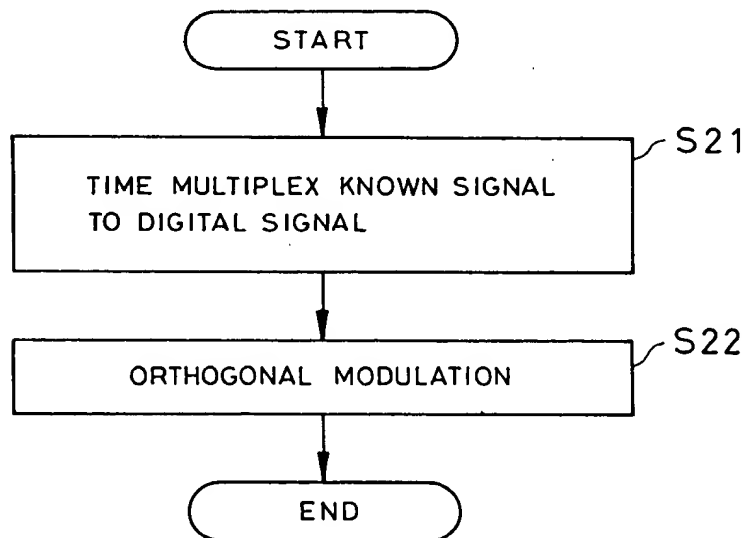 START
S21
TIME MULTIPLEX KNOWN SIGNAL
TO DIGITAL SIGNAL
S22
ORTHOGONAL MODULATION
END